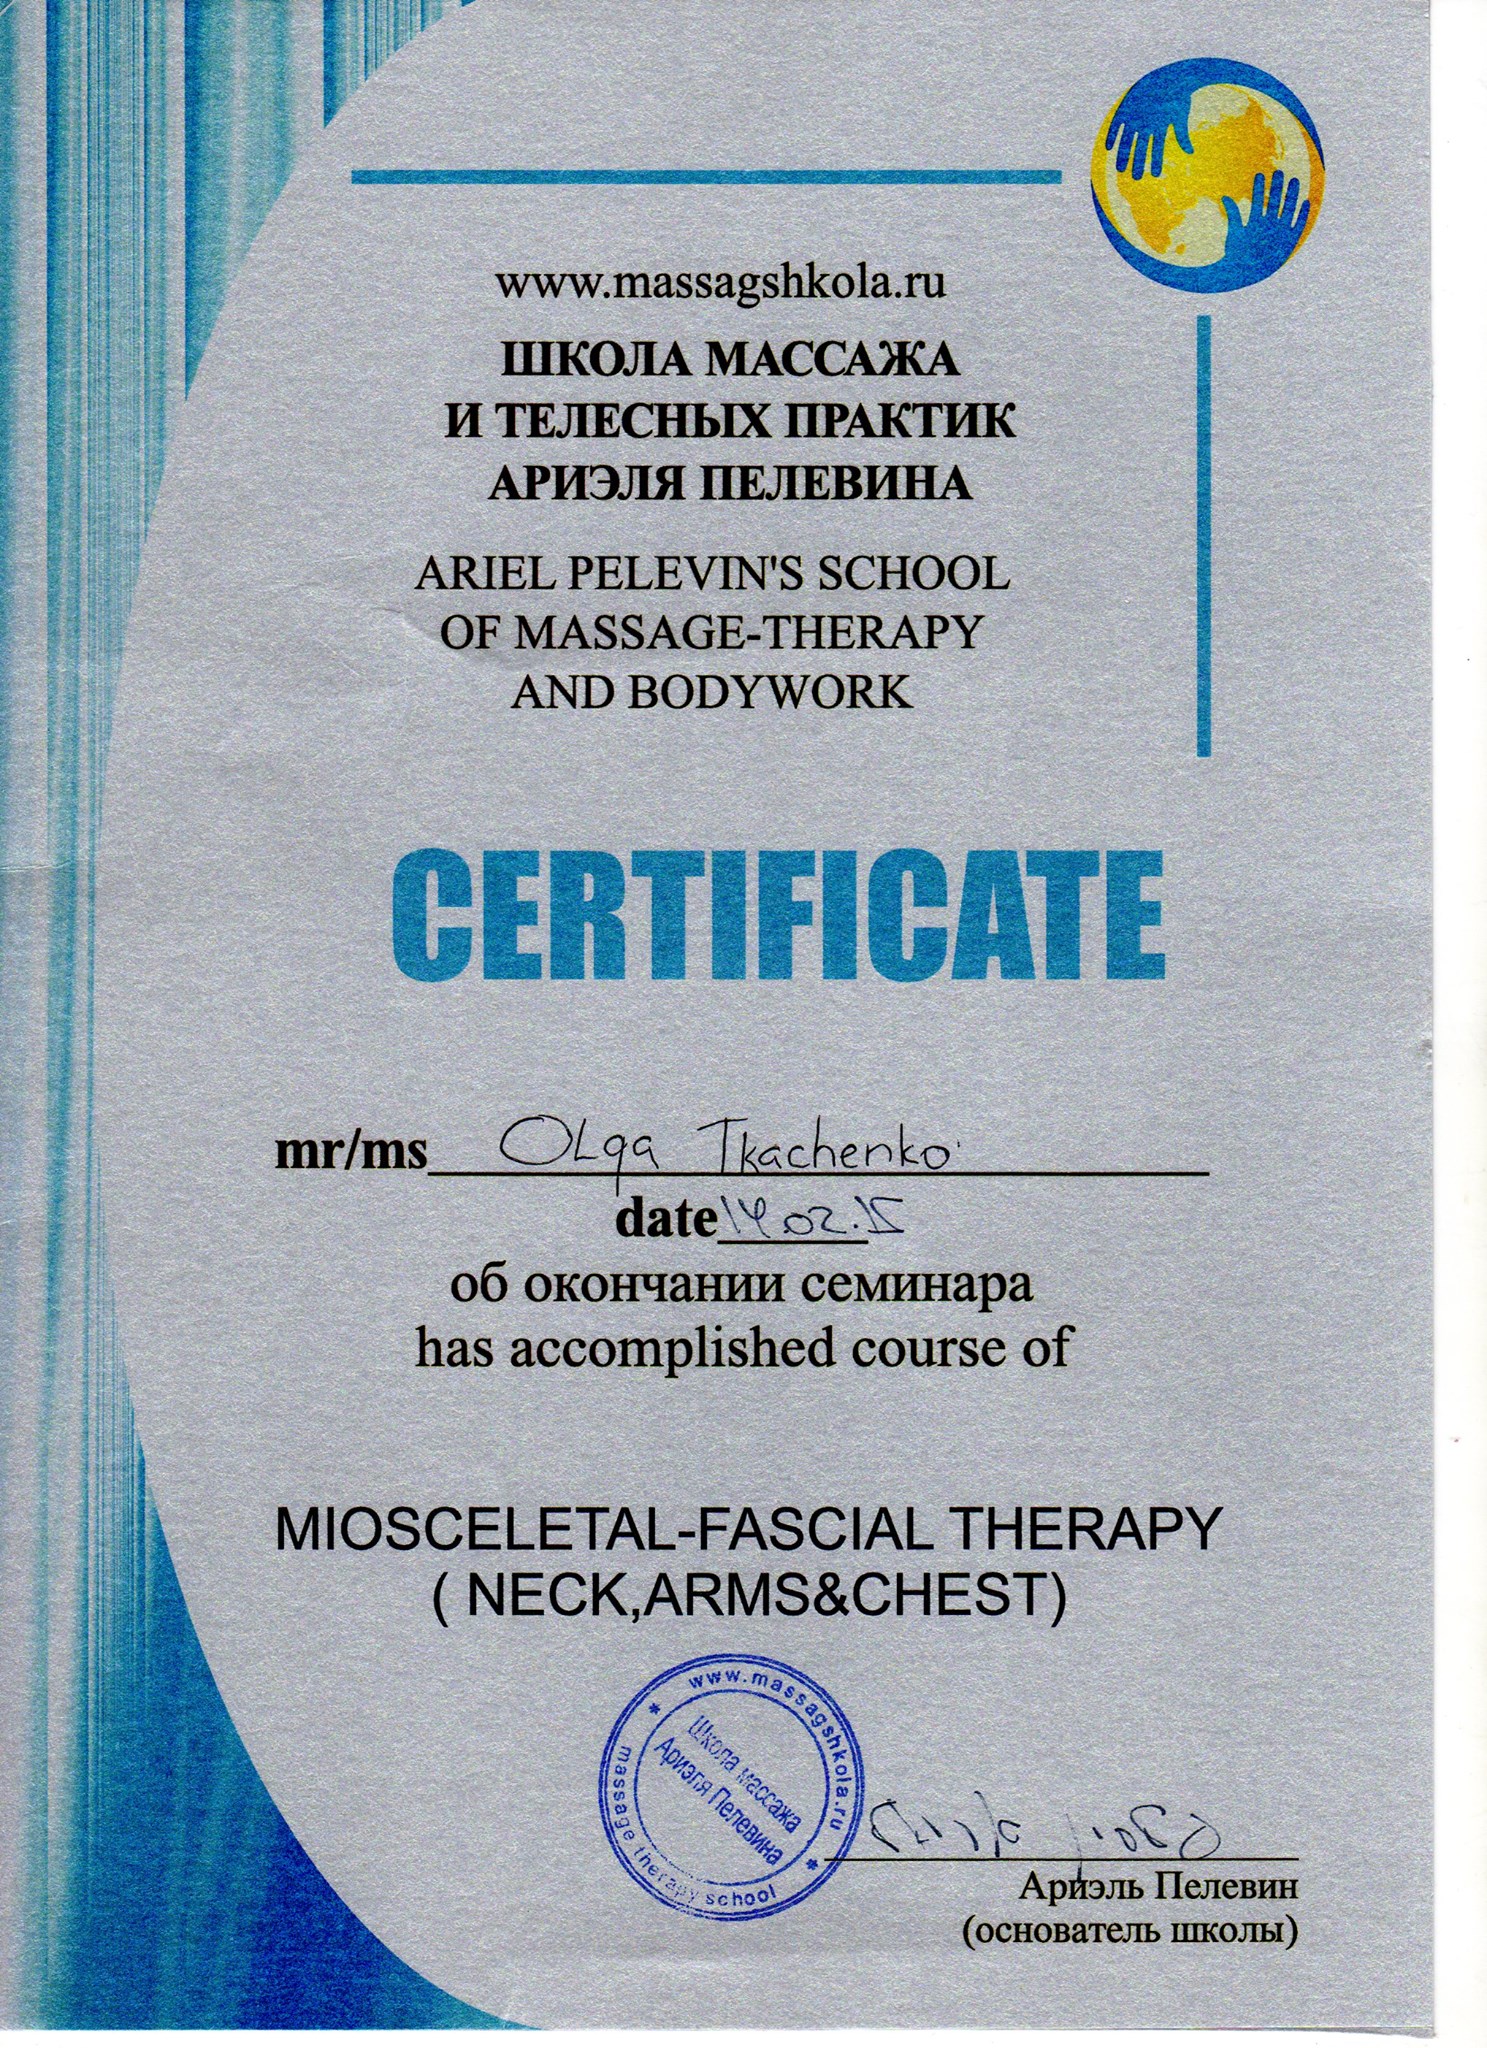 www.massagshkola.ru
ШКОЛА МАССАЖА
И ТЕЛЕСНЫХ ПРАКТИК
АРИЭЛЯ ПЕЛЕВИНА
ARIEL PELEVIN'S SCHOOL
OF MASSAGE-THERAPY
AND BODYWORK
CERTIFICATE
mr/ms Olga Tkachenko
date 14.02.15
об окончании семинара
has accomplished course of
MIOSCELETAL-FASCIAL THERAPY
( NECK,ARMS&CHEST)
www.massagshkola.ru
Школа массажа
Ариэля Пелевина
massage therapy school
Ариэль Пелевин
(основатель школы)